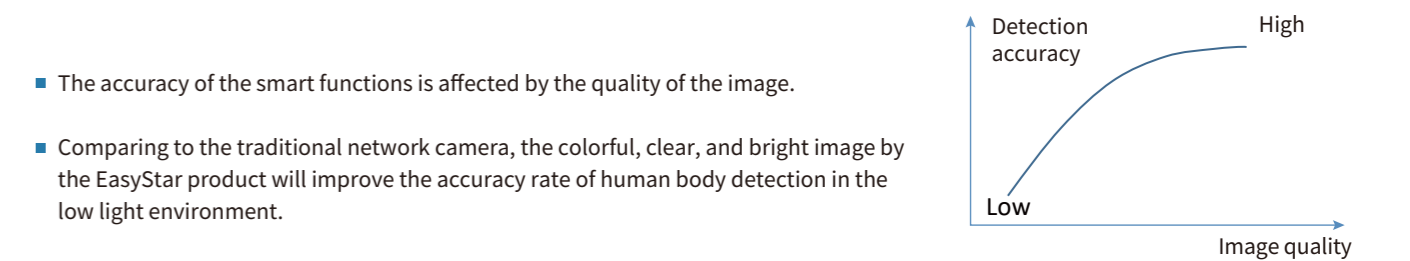 The accuracy of the smart functions is affected by the quality of the image.
Comparing to the traditional network camera, the colorful, clear, and bright image by
the EasyStar product will improve the accuracy rate of human body detection in the
low light environment.
Detection
accuracy
High
Low
Image quality